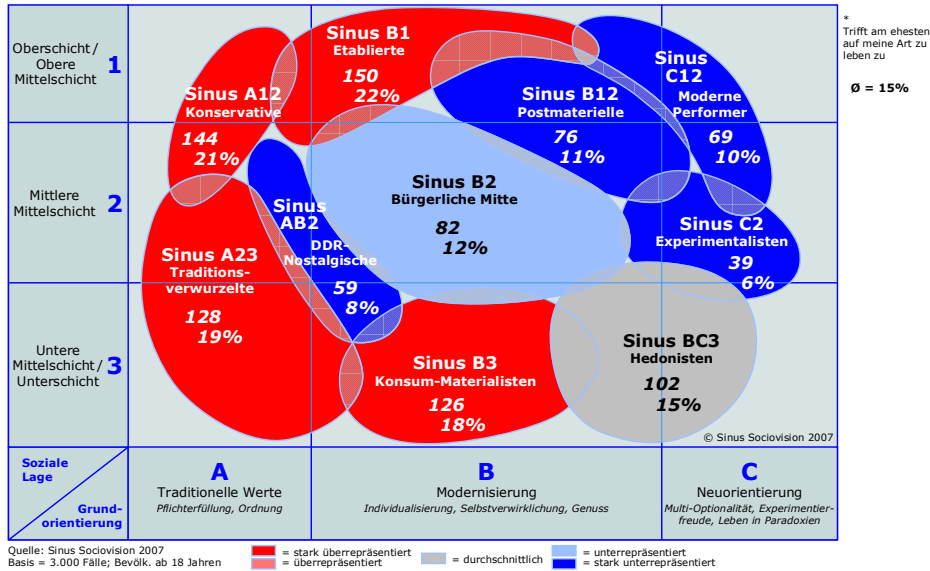 Oberschicht /
Obere
Mittelschicht
1
Mittlere
Mittelschicht
2
Untere
Mittelschicht /
Unterschicht
3
Sinus B1
Etablierte
150
22%
Sinus A12
Konservative
144
21%
Sinus
C12
Moderne
Performer
69
10%
Sinus B12
Postmaterielle
76
11%
Sinus B2
Bürgerliche Mitte
82
12%
Sinus
AB2
DDR-
Nostalgische
59
8%
Sinus C2
Experimentalisten
39
6%
Sinus A23
Traditions-
verwurzelte
128
19%
Sinus B3
Konsum-Materialisten
126
18%
Sinus BC3
Hedonisten
102
15%
*
Trifft am ehesten
auf meine Art zu
leben zu
Ø = 15%
© Sinus Sociovision 2007
Soziale
Lage
Grund-
orientierung
A
Traditionelle Werte
Pflichterfüllung, Ordnung
B
Modernisierung
Individualisierung, Selbstverwirklichung, Genuss
C
Neuorientierung
Multi-Optionalität, Experimentier-
freude, Leben in Paradoxien
Quelle: Sinus Sociovision 2007
Basis = 3.000 Fälle; Bevölk. ab 18 Jahren
= stark überrepräsentiert
= überrepräsentiert
= durchschnittlich
= unterrepräsentiert
= stark unterrepräsentiert